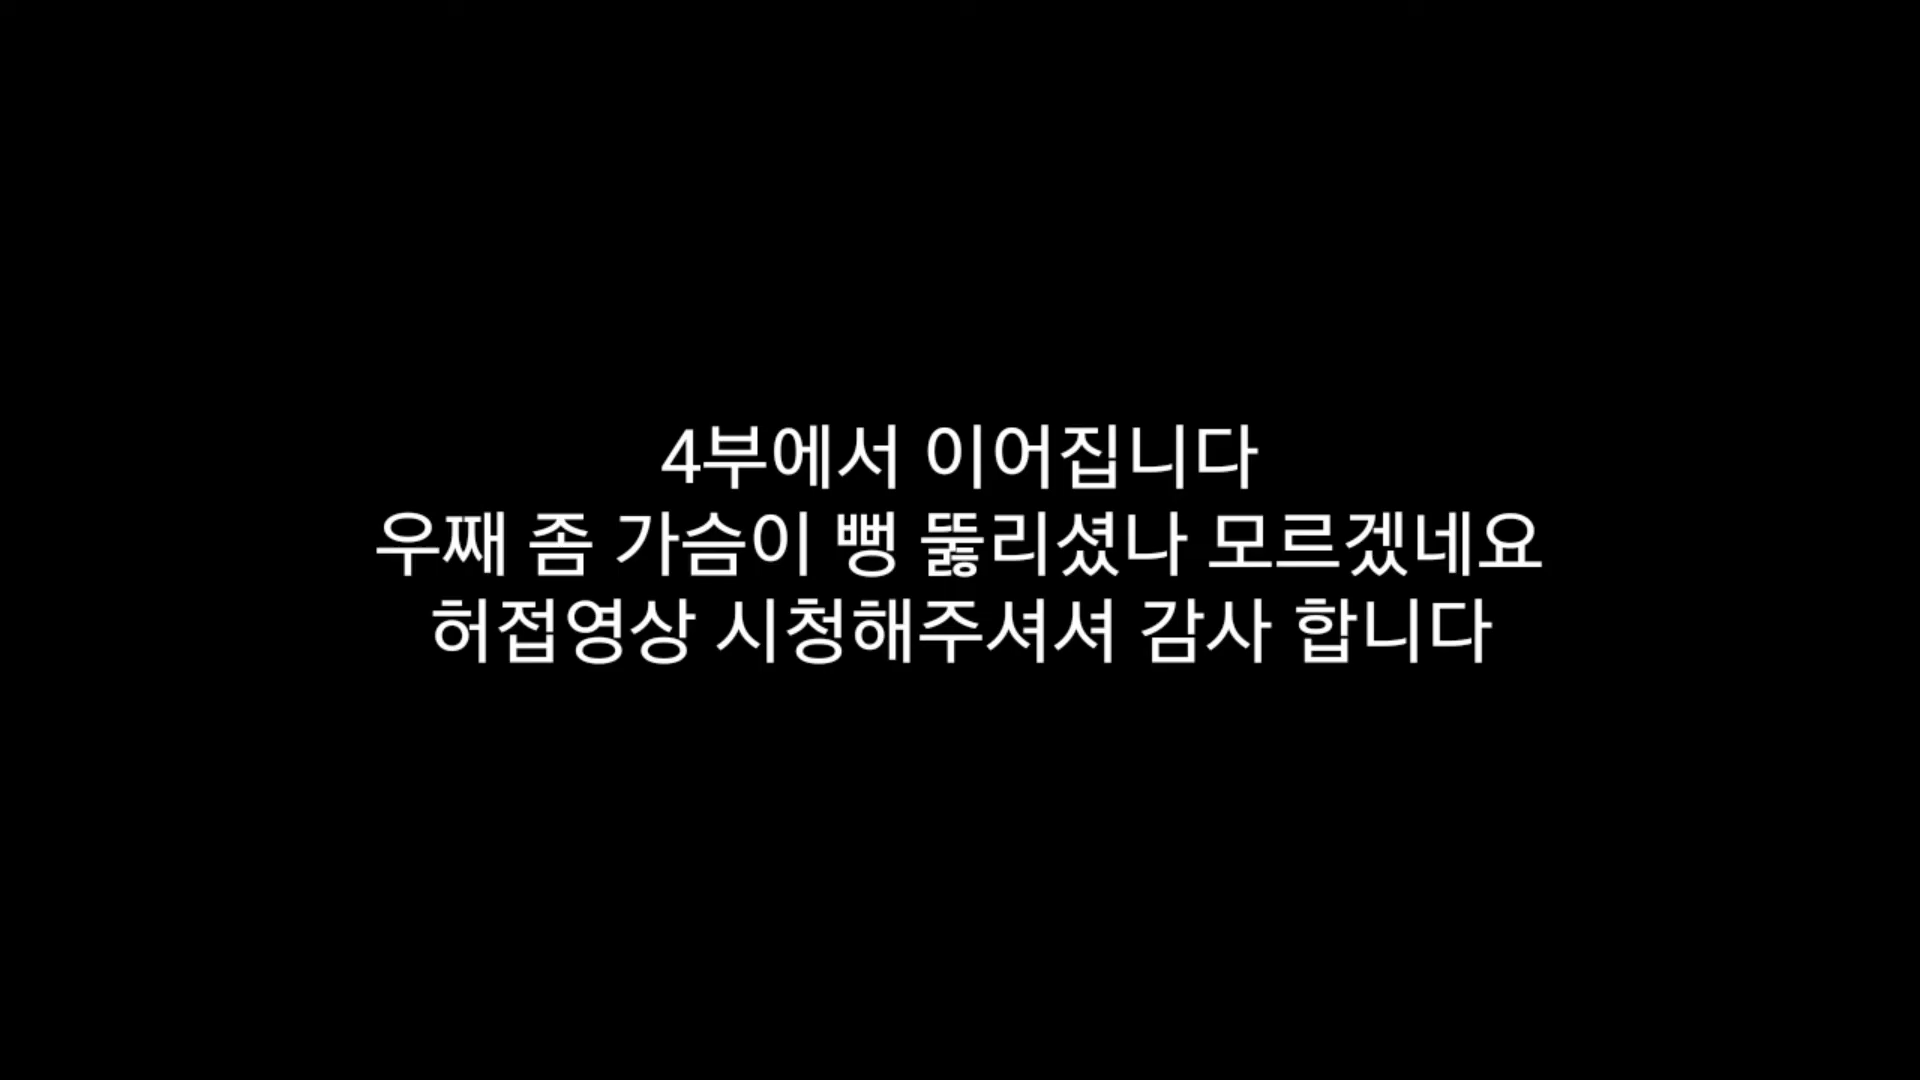 4부에서 이어집니다
우째 좀 가슴이 뻥 뚫리셨나 모르겠네요
허접영상 시청해주셔셔 감사 합니다